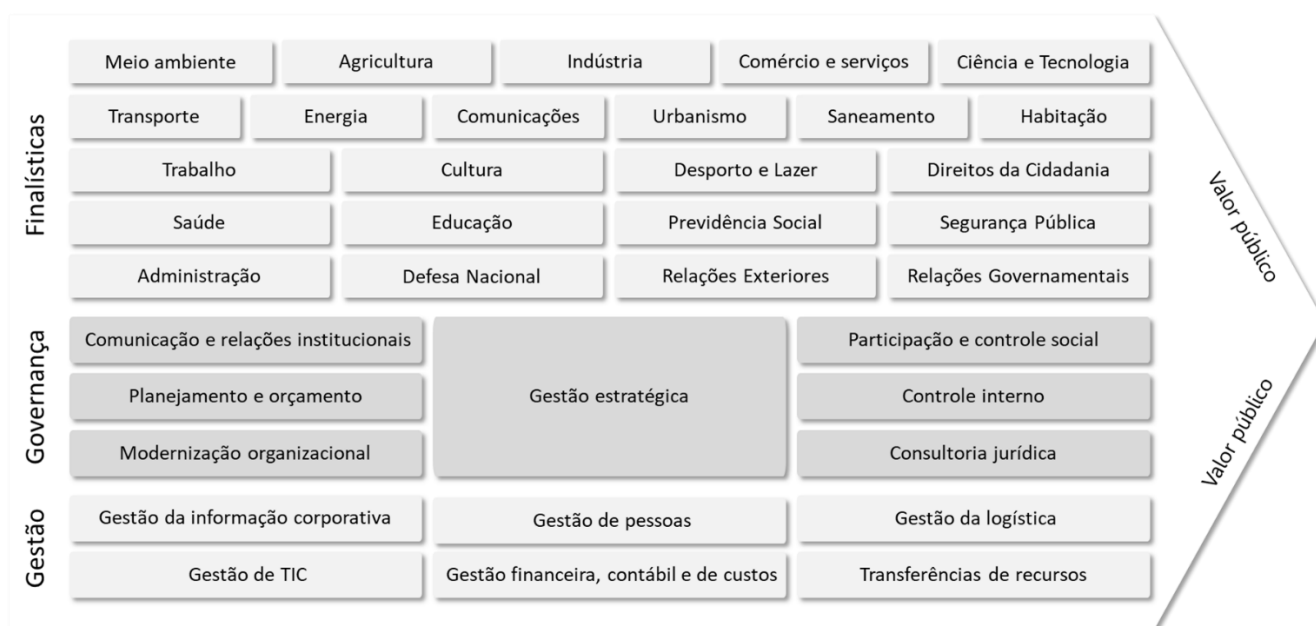 Finalísticas
Meio ambiente
Agricultura
Indústria
Comércio e serviços
Ciência e Tecnologia
Transporte
Energia
Comunicações
Urbanismo
Saneamento
Habitação
Trabalho
Cultura
Desporto e Lazer
Direitos da Cidadania
Saúde
Educação
Previdência Social
Segurança Pública
Administração
Defesa Nacional
Relações Exteriores
Relações Governamentais
Governança
Comunicação e relações institucionais
Planejamento e orçamento
Modernização organizacional
Gestão estratégica
Participação e controle social
Controle interno
Consultoria jurídica
Gestão
Gestão da informação corporativa
Gestão de pessoas
Gestão da logística
Gestão de TIC
Gestão financeira, contábil e de custos
Transferências de recursos
Valor público
Valor público